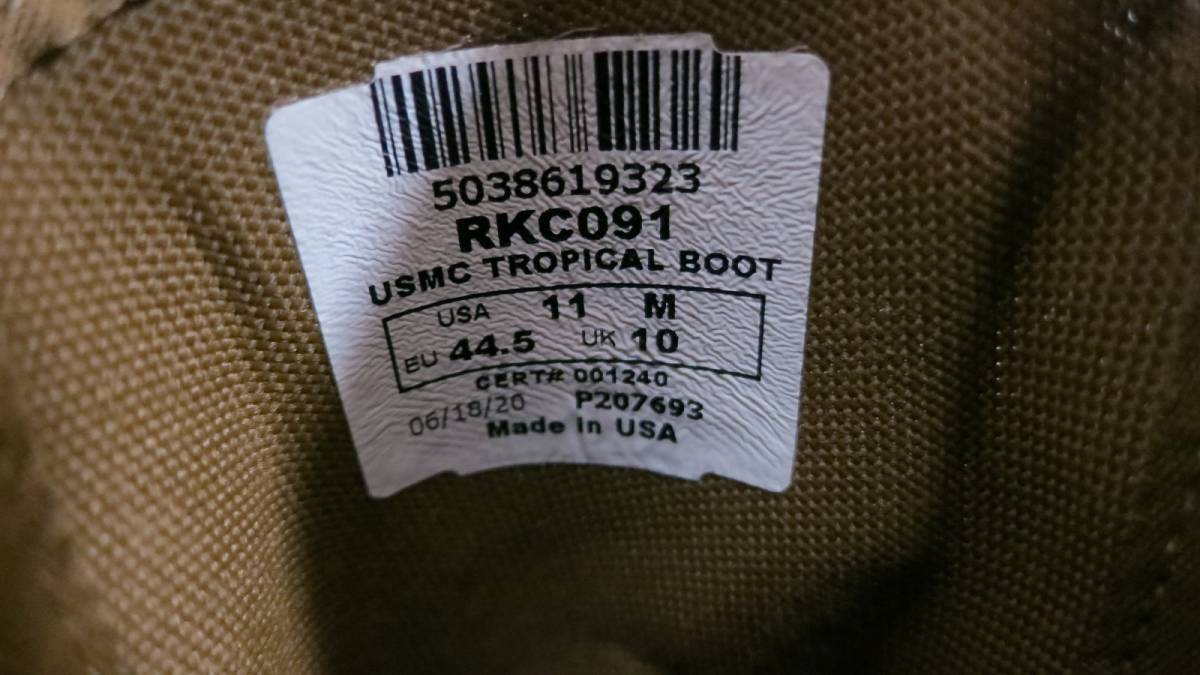 5038619323
RKC091
USMC TROPICAL BOOT
USA 11 M
EU 44.5 UK 10
CERT# 001240
06/18/20 P207693
Made in USA